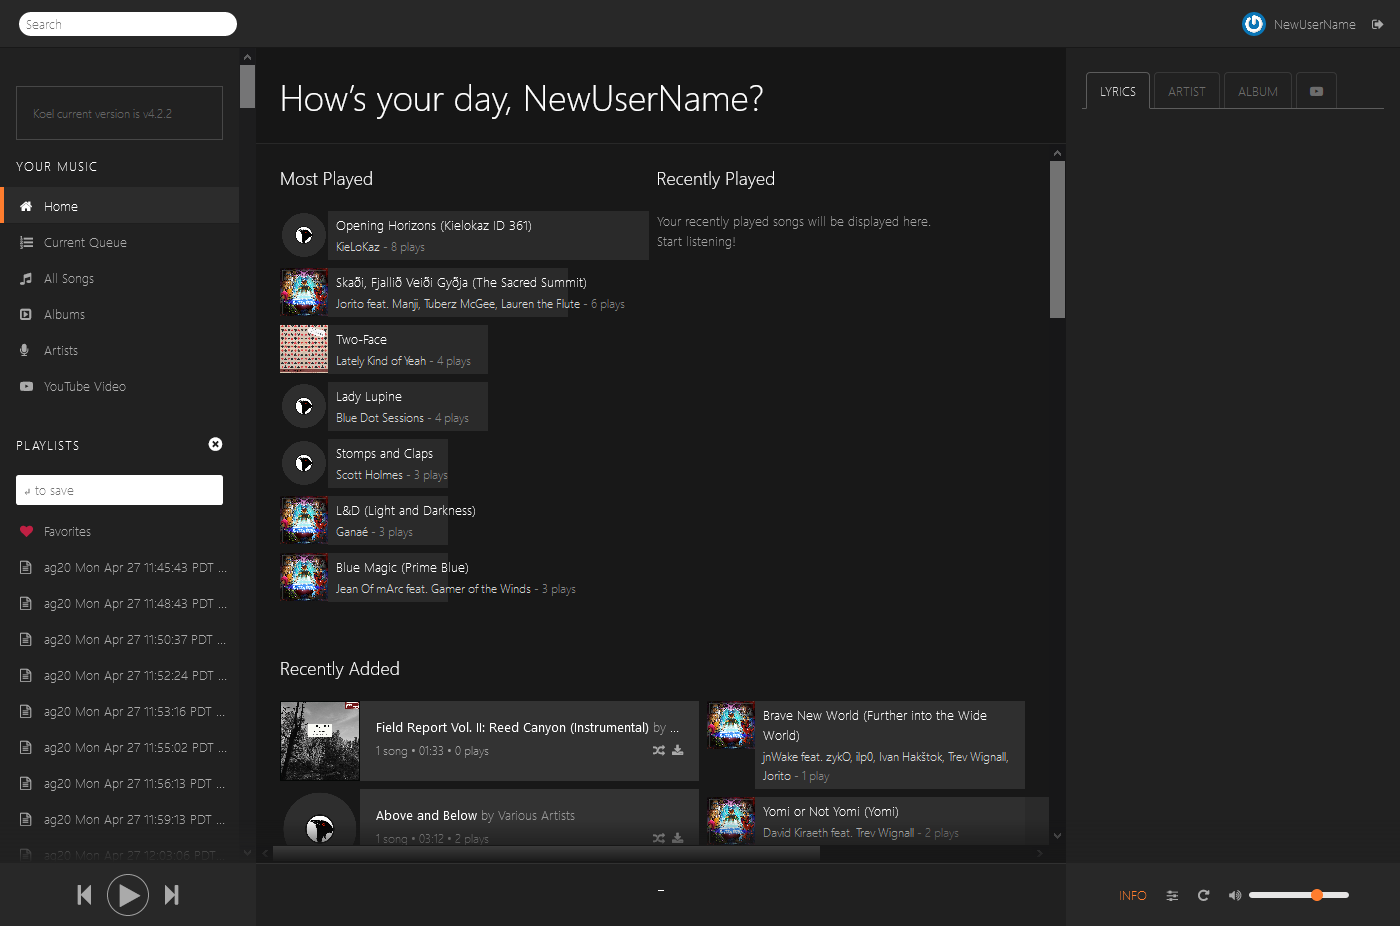 Search
NewUserName
Koel current version is v4.2.2
YOUR MUSIC
Home
Current Queue
All Songs
Albums
Artists
YouTube Video
PLAYLISTS
↲ to save
Favorites
ag20 Mon Apr 27 11:45:43 PDT ...
ag20 Mon Apr 27 11:48:43 PDT ...
ag20 Mon Apr 27 11:50:37 PDT ...
ag20 Mon Apr 27 11:52:24 PDT ...
ag20 Mon Apr 27 11:53:16 PDT ...
ag20 Mon Apr 27 11:55:02 PDT ...
ag20 Mon Apr 27 11:56:13 PDT ...
ag20 Mon Apr 27 11:59:13 PDT ...
ag20 Mon Apr 27 12:03:06 PDT
How’s your day, NewUserName?
Most Played
Opening Horizons (Kielokaz ID 361)
KieLoKaz - 8 plays
Skaði, Fjallið Veiði Gyðja (The Sacred Summit)
Jorito feat. Manji, Tuberz McGee, Lauren the Flute - 6 plays
Two-Face
Lately Kind of Yeah - 4 plays
Lady Lupine
Blue Dot Sessions - 4 plays
Stomps and Claps
Scott Holmes - 3 plays
L&D (Light and Darkness)
Ganaé - 3 plays
Blue Magic (Prime Blue)
Jean Of mArc feat. Gamer of the Winds - 3 plays
Recently Played
Your recently played songs will be displayed here.
Start listening!
Recently Added
Field Report Vol. II: Reed Canyon (Instrumental) by ...
1 song • 01:33 • 0 plays
Above and Below by Various Artists
1 song • 03:12 • 2 plays
Brave New World (Further into the Wide
World)
jnWake feat. zykO, ilp0, Ivan Hakštok, Trev Wignall,
Jorito - 1 play
Yomi or Not Yomi (Yomi)
David Kiraeth feat. Trev Wignall - 2 plays
LYRICS
ARTIST
ALBUM
–
INFO